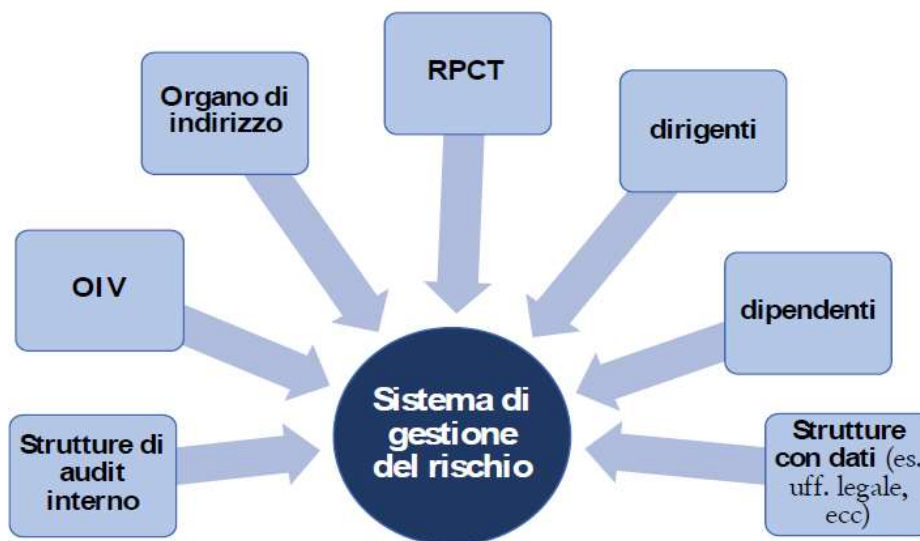 RPCT
Organo di
indirizzo
dirigenti
OIV
dipendenti
Sistema di
gestione
del rischio
Strutture di
audit
interno
Strutture
con dati (es.
uff. legale,
ecc)